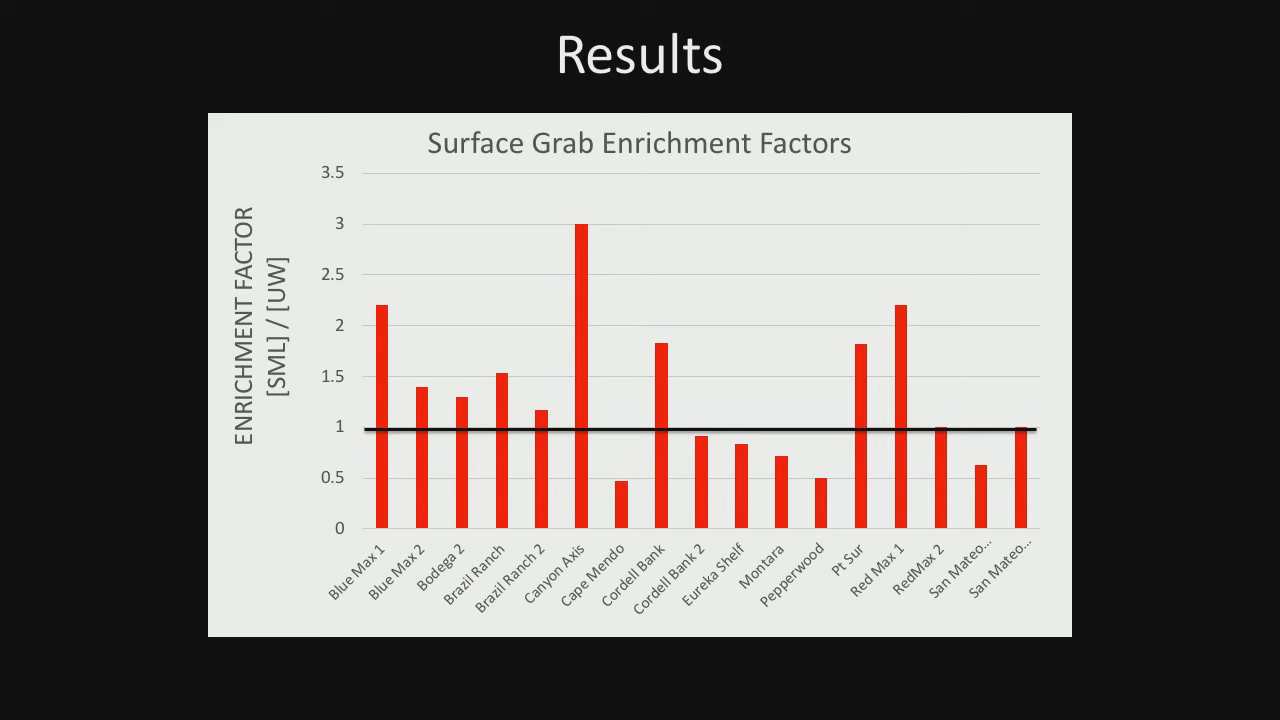 Results
Surface Grab Enrichment Factors
ENRICHMENT FACTOR
[SML] / [UW]
3.5
3
2.5
2
1.5
1
0.5
0
Blue Max 1
Blue Max 2
Bodega 2
Brazil Ranch
Brazil Ranch 2
Canyon Axis
Cape Mendo
Cordell Bank
Cordell Bank 2
Eureka Shelf
Montara
Pepperwood
Pt Sur
Red Max 1
RedMax 2
San Mateo...
San Mateo...